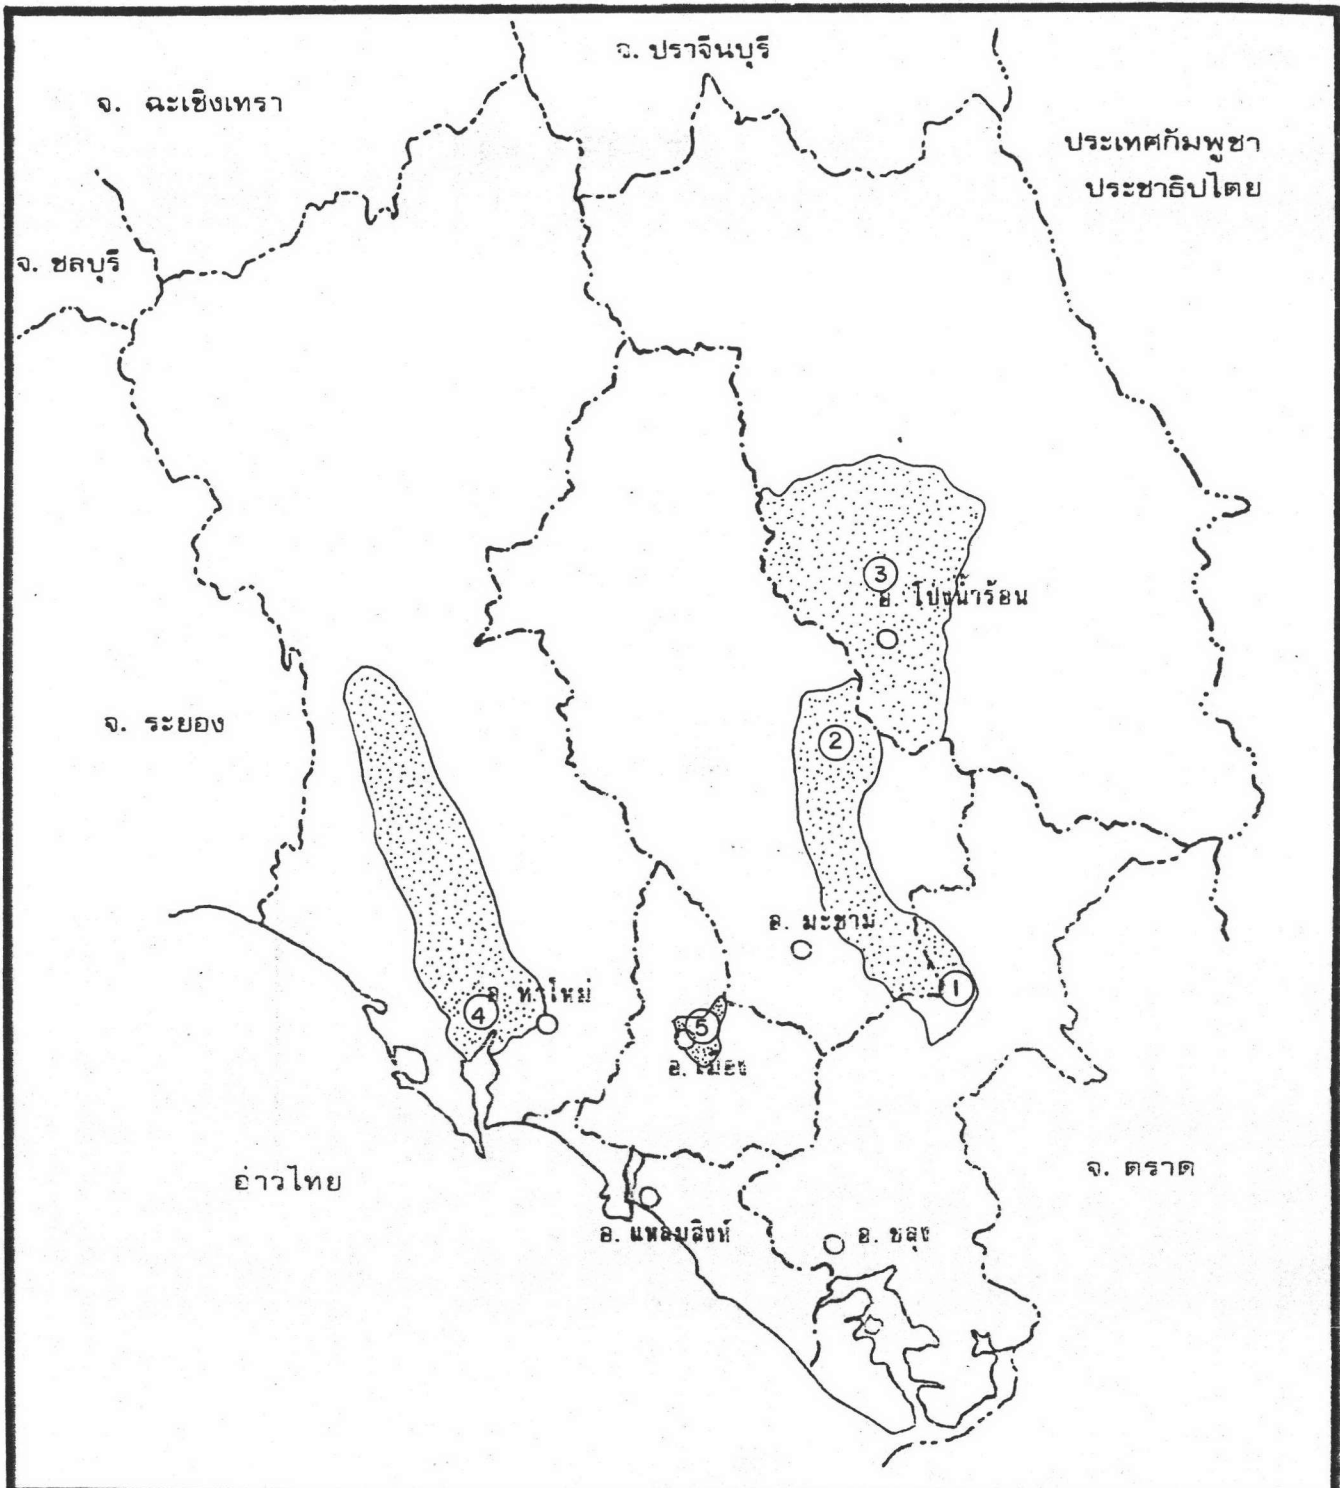 จ. ปราจีนบุรี
จ. ฉะเชิงเทรา
ประเทศกัมพูชา
ประชาธิปไตย
จ. ชลบุรี
3
อ. โป่งน้ำร้อน
จ. ระยอง
2
อ. มะขาม
1
อ. ท่าใหม่
4
5
อ. เมือง
อ่าวไทย
จ. ตราด
อ. แหลมสิงห์
อ. ขลุง